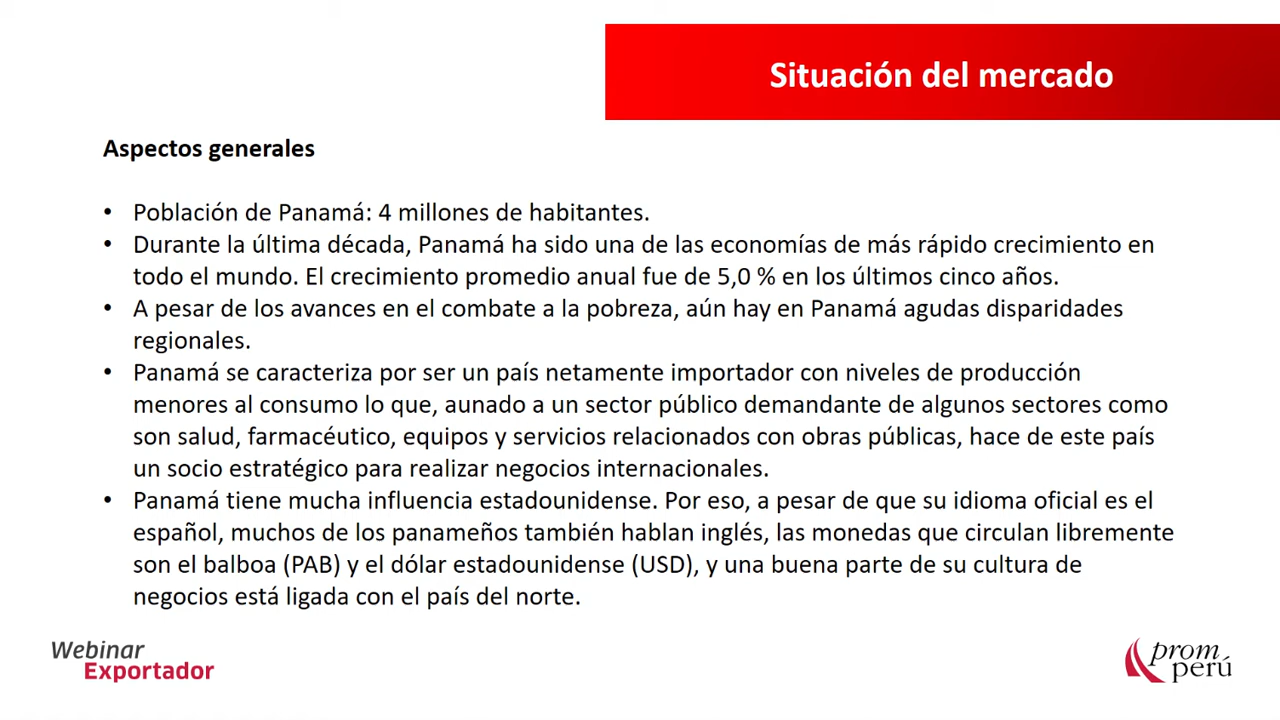 Situación del mercado
Aspectos generales
• Población de Panamá: 4 millones de habitantes.
• Durante la última década, Panamá ha sido una de las economías de más rápido crecimiento en
todo el mundo. El crecimiento promedio anual fue de 5,0 % en los últimos cinco años.
• A pesar de los avances en el combate a la pobreza, aún hay en Panamá agudas disparidades
regionales.
• Panamá se caracteriza por ser un país netamente importador con niveles de producción
menores al consumo lo que, aunado a un sector público demandante de algunos sectores como
son salud, farmacéutico, equipos y servicios relacionados con obras públicas, hace de este país
un socio estratégico para realizar negocios internacionales.
• Panamá tiene mucha influencia estadounidense. Por eso, a pesar de que su idioma oficial es el
español, muchos de los panameños también hablan inglés, las monedas que circulan libremente
son el balboa (PAB) y el dólar estadounidense (USD), y una buena parte de su cultura de
negocios está ligada con el país del norte.
Webinar
Exportador
prom
perú